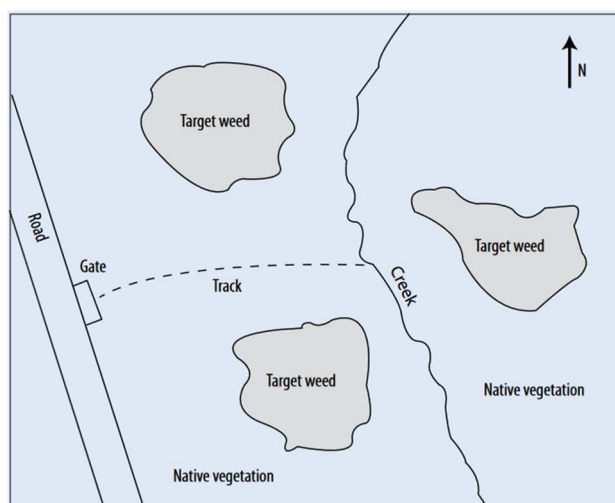 N
Target weed
Road
Target weed
Gate
Track
Creek
Target weed
Native vegetation
Native vegetation